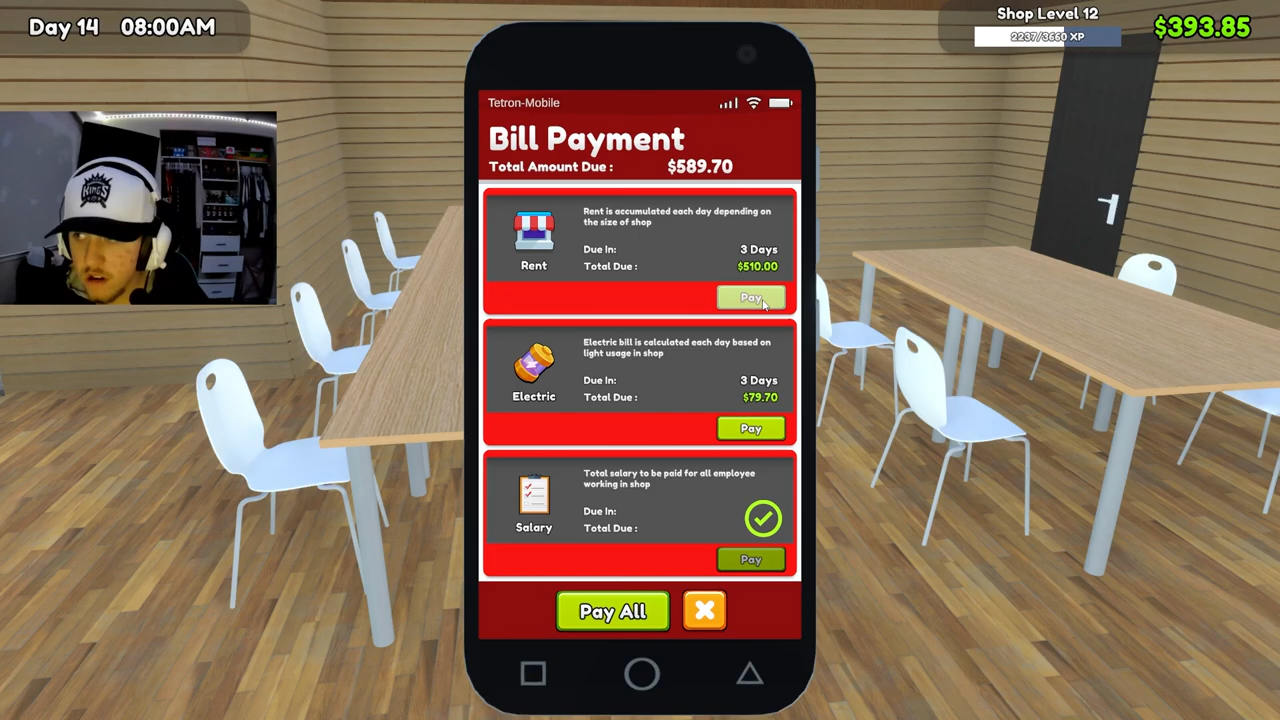 Day 14 08:00AM
Shop Level 12
2237/3660 XP
$393.85
Tetron-Mobile
Bill Payment
Total Amount Due : $589.70
Rent is accumulated each day depending on
the size of shop
Due In: 3 Days
Total Due : $510.00
Rent
Pay
Electric bill is calculated each day based on
light usage in shop
Due In: 3 Days
Total Due : $79.70
Electric
Pay
Total salary to be paid for all employee
working in shop
Due In:
Total Due :
Salary
Pay
Pay All
KINGS